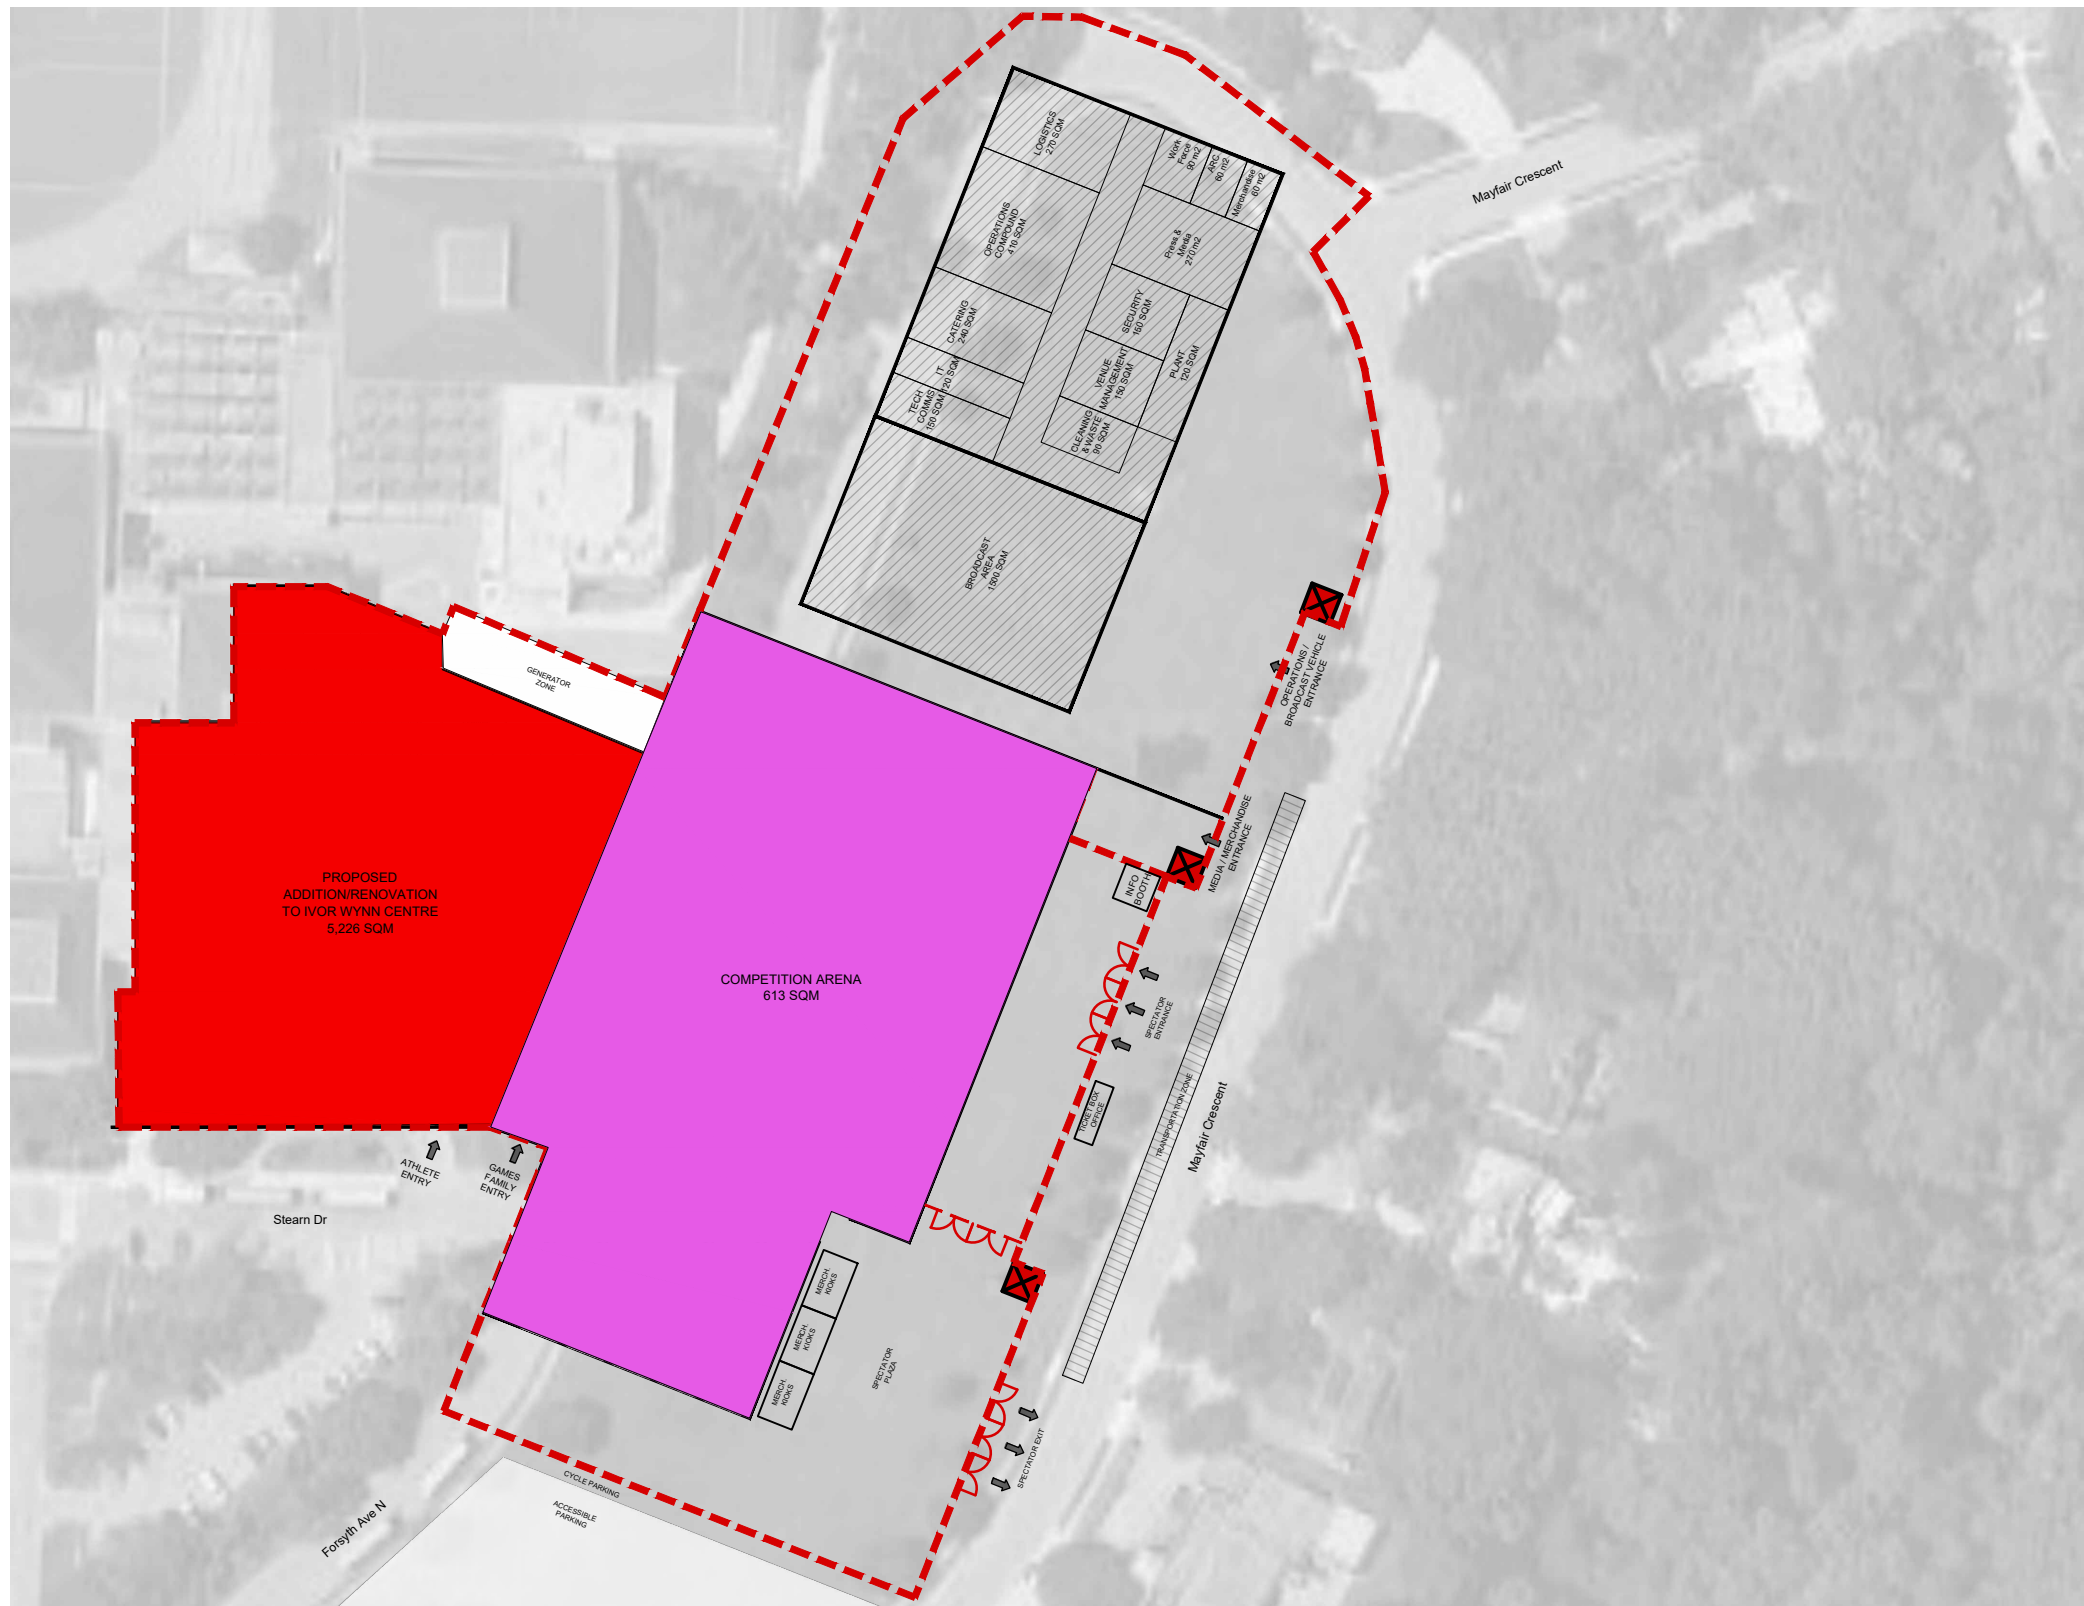 LOGISTICS
270 SQM
Work
Force
90 m2
ARC
60 m2
Merchandise
60 m2
Mayfair Crescent
OPERATIONS
COMPOUND
410 SQM
Press &
Media
270 m2
CATERING
240 SQM
SECURITY
150 SQM
IT
120 SQM
VENUE
MANAGEMENT
150 SQM
PLANT
120 SQM
TECH
COMMS
150 SQM
CLEANING
& WASTE
90 SQM
BROADCAST
AREA
1500 SQM
GENERATOR
ZONE
OPERATIONS /
BROADCAST VEHICLE
ENTRANCE
MEDIA / MERCHANDISE
ENTRANCE
INFO
BOOTH
PROPOSED
ADDITION/RENOVATION
TO IVOR WYNN CENTRE
5,226 SQM
COMPETITION ARENA
613 SQM
SPECTATOR
ENTRANCE
TICKET BOX
OFFICE
TRANSPORTATION ZONE
Mayfair Crescent
ATHLETE
ENTRY
GAMES
FAMILY
ENTRY
Stearn Dr
MERCH.
KIOKS
MERCH.
KIOKS
MERCH.
KIOKS
SPECTATOR
PLAZA
SPECTATOR EXIT
CYCLE PARKING
ACCESSIBLE
PARKING
Forsyth Ave N